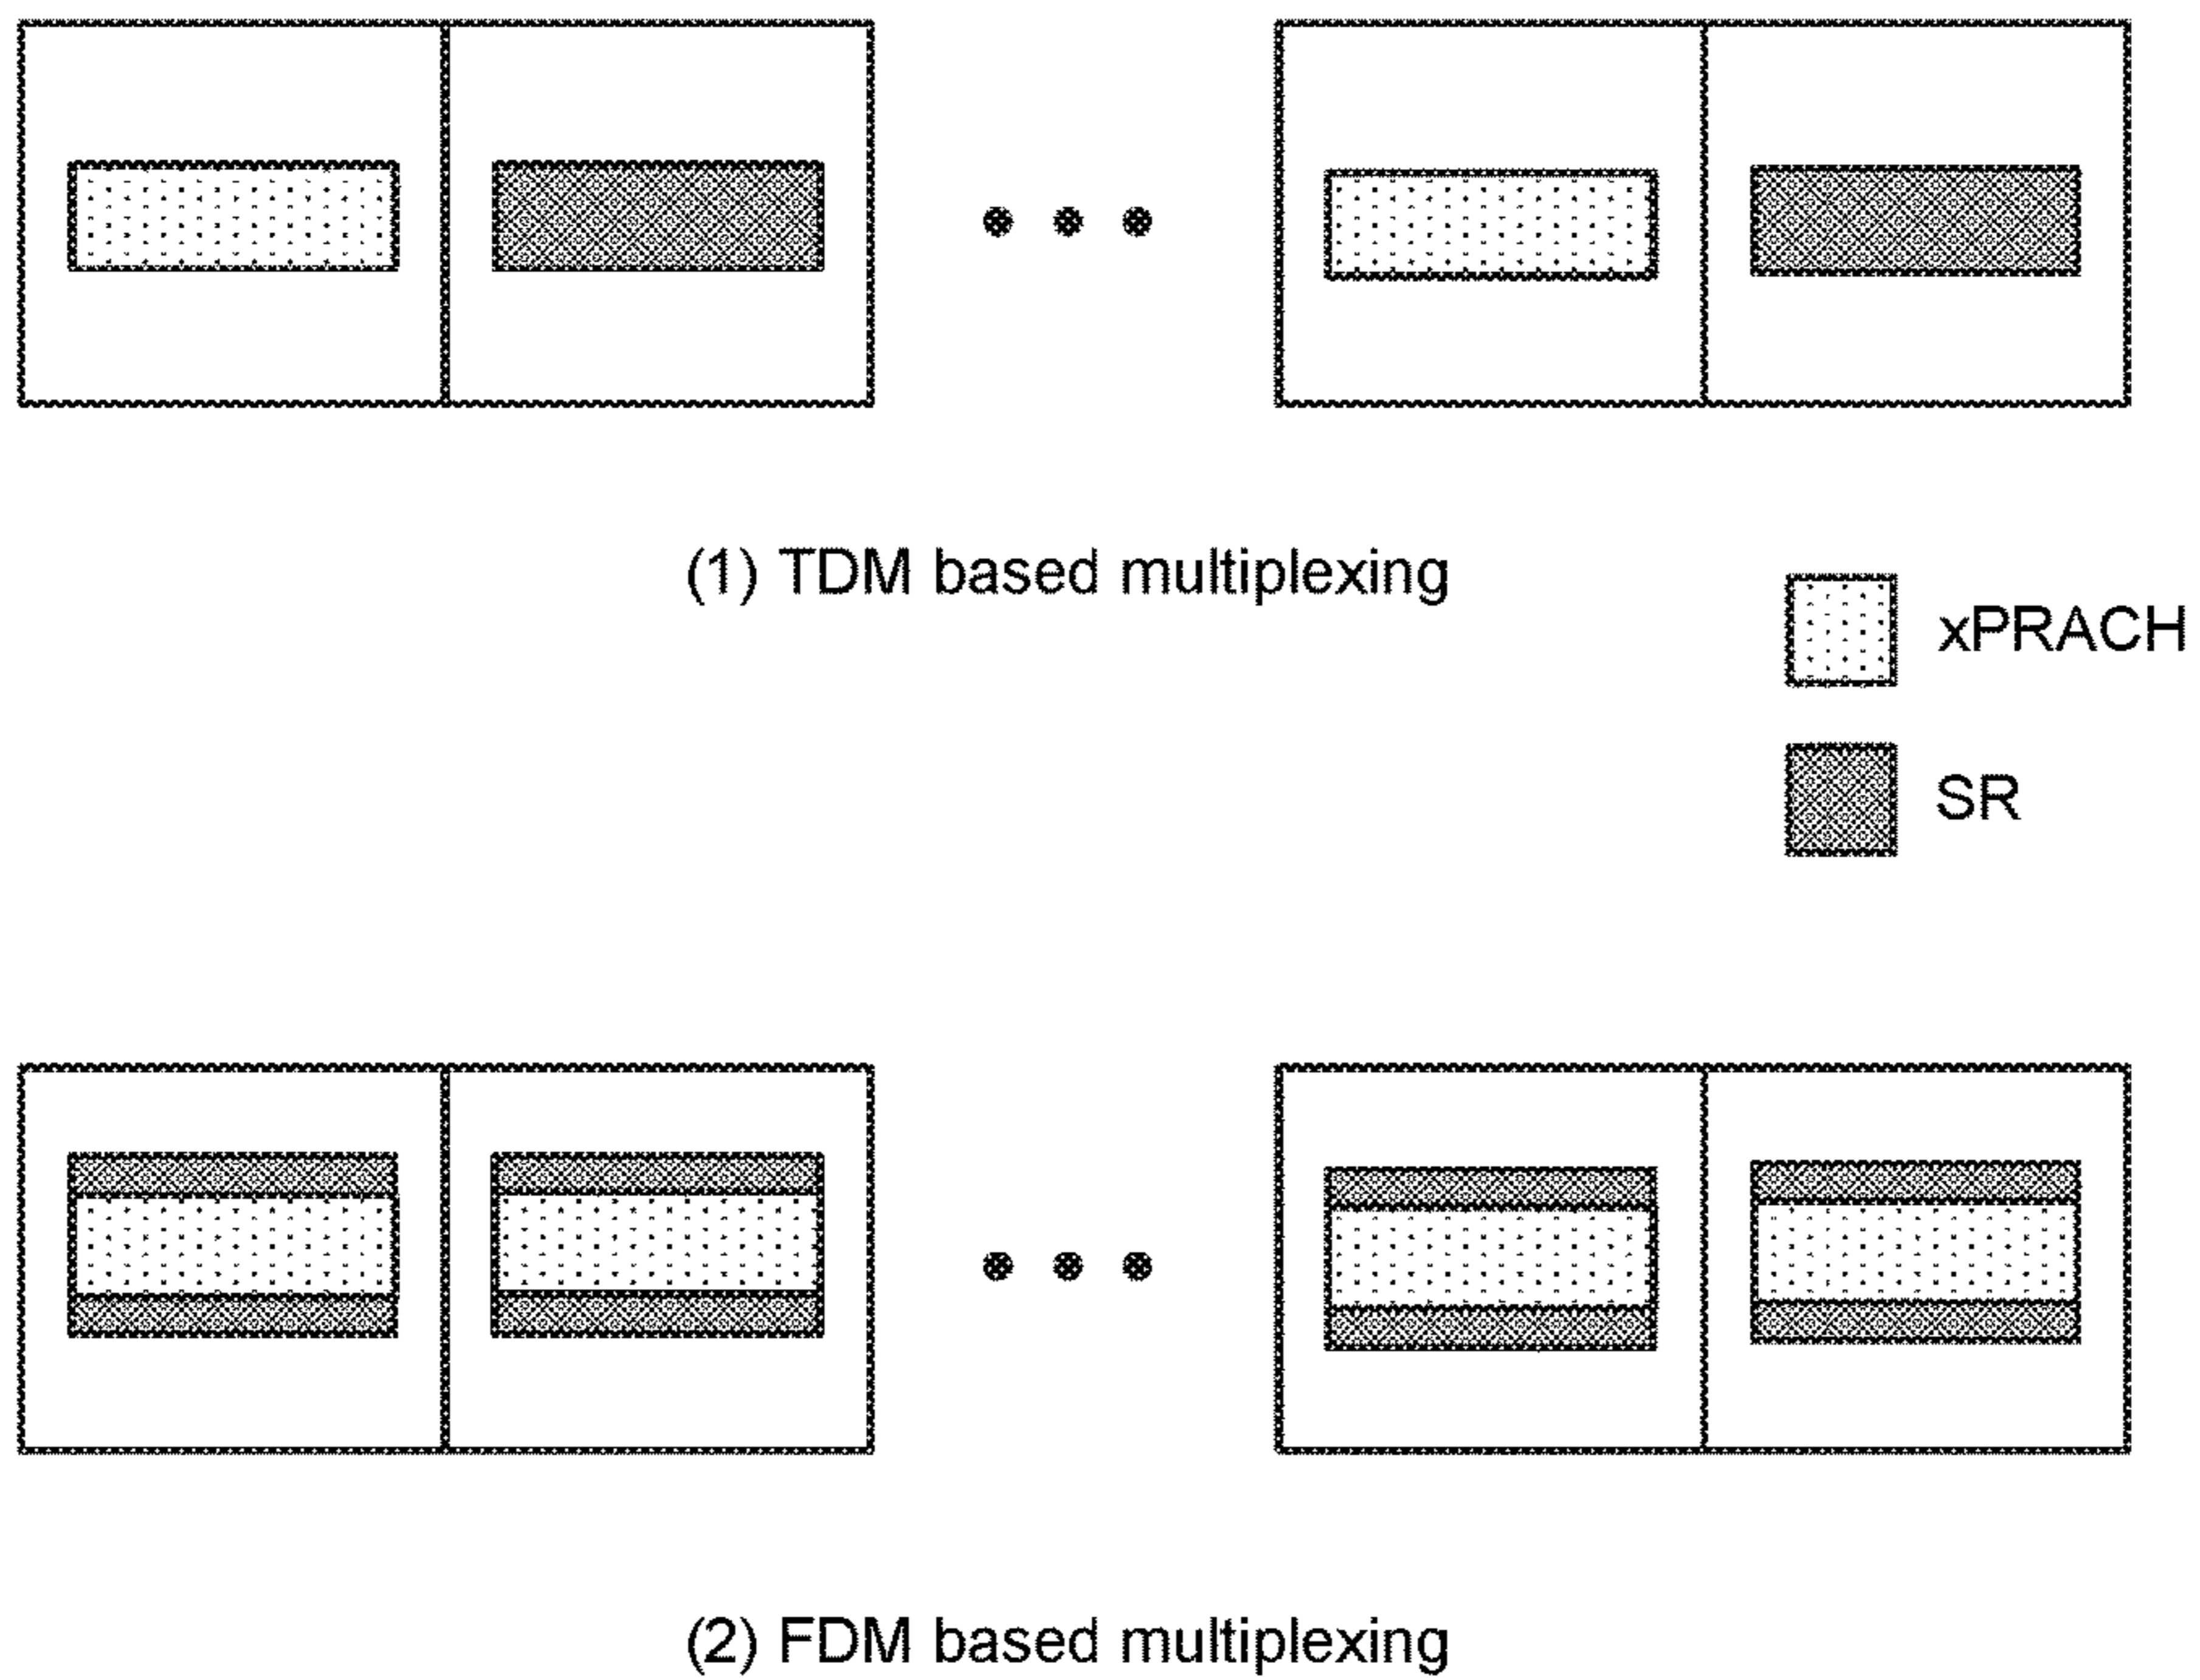 (1) TDM based multiplexing
xPRACH
SR
(2) FDM based multiplexing